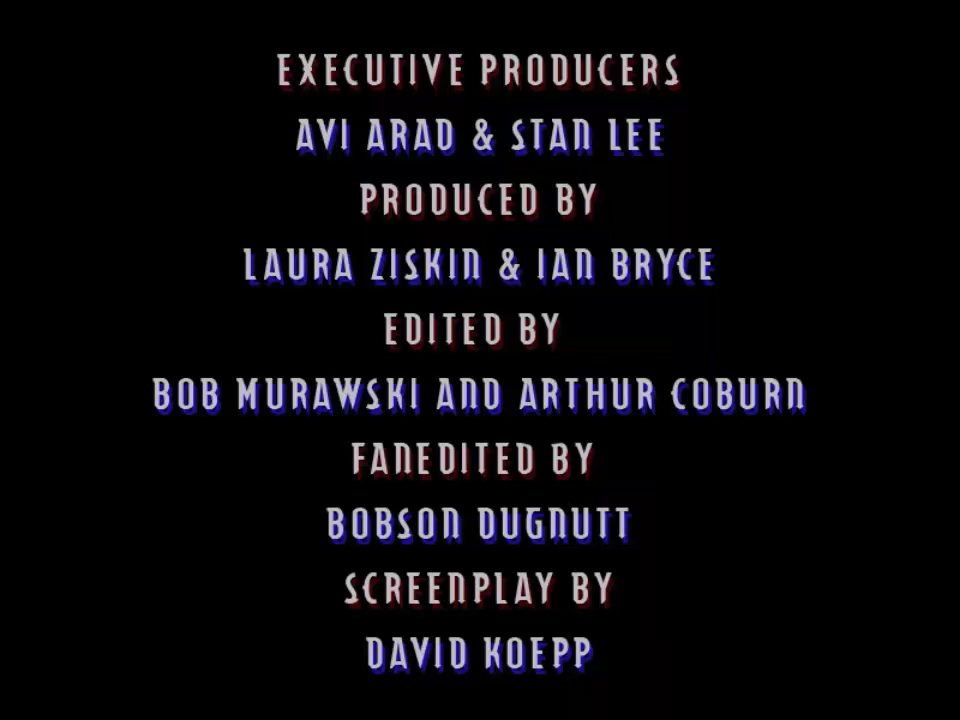 EXECUTIVE PRODUCERS
AVI ARAD & STAN LEE
PRODUCED BY
LAURA ZISKIN & IAN BRYCE
EDITED BY
BOB MURAWSKI AND ARTHUR COBURN
FANEDITED BY
BOBSON DUGNUTT
SCREENPLAY BY
DAVID KOEPP